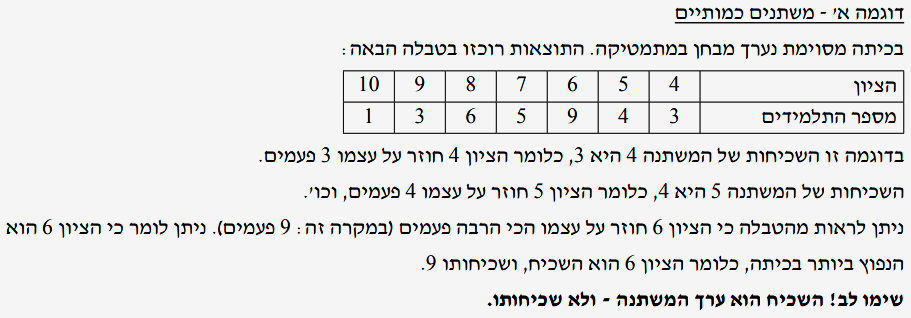 דוגמה א' - משתנים כמותיים
בכיתה מסוימת נערך מבחן במתמטיקה. התוצאות רוכזו בטבלה הבאה:
הציון 4 5 6 7 8 9 10
מספר התלמידים 3 4 9 5 6 3 1
בדוגמה זו השכיחות של המשתנה 4 היא 3, כלומר הציון 4 חוזר על עצמו 3 פעמים.
השכיחות של המשתנה 5 היא 4, כלומר הציון 5 חוזר על עצמו 4 פעמים, וכו'.
ניתן לראות מהטבלה כי הציון 6 חוזר על עצמו הכי הרבה פעמים (במקרה זה: 9 פעמים). ניתן לומר כי הציון 6 הוא
הנפוץ ביותר בכיתה, כלומר הציון 6 הוא השכיח, ושכיחותו 9.
שימו לב! השכיח הוא ערך המשתנה - ולא שכיחותו.